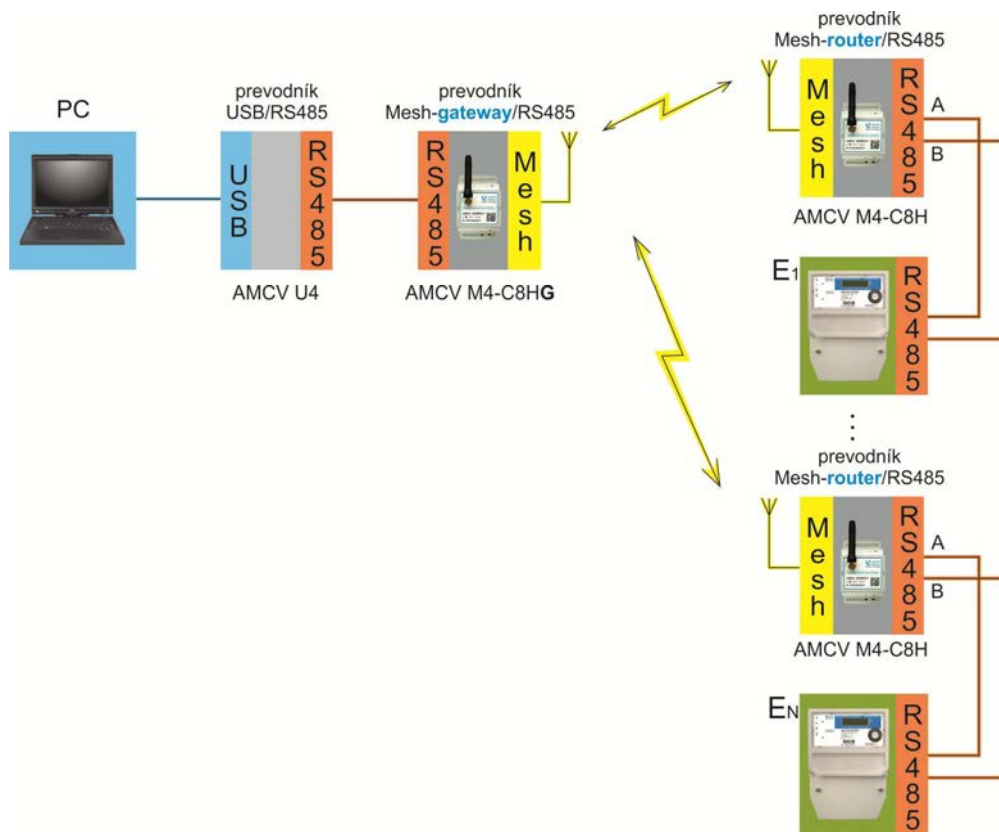 PC
USB
prevodník
USB/RS485
RS485
AMCV U4
prevodník
Mesh-gateway/RS485
RS485
Mesh
AMCV M4-C8HG
prevodník
Mesh-router/RS485
Mesh
RS485
A
B
AMCV M4-C8H
E1
RS485
⋮
prevodník
Mesh-router/RS485
Mesh
RS485
A
B
AMCV M4-C8H
EN
RS485